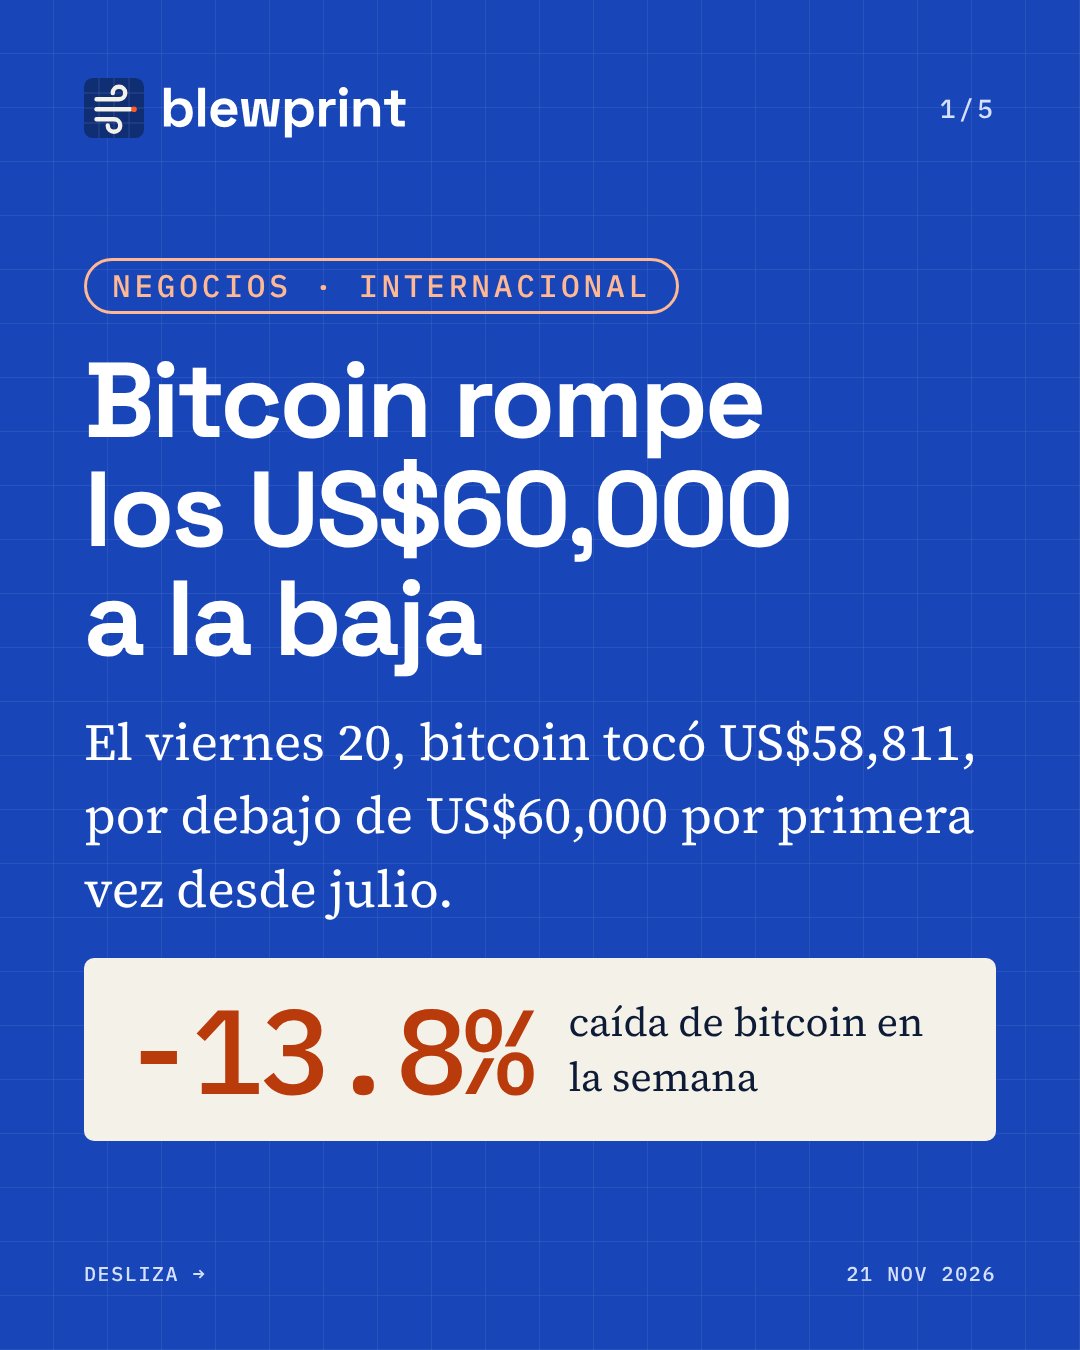 blewprint
1/5
NEGOCIOS · INTERNACIONAL
Bitcoin rompe
los US$60,000
a la baja
El viernes 20, bitcoin tocó US$58,811,
por debajo de US$60,000 por primera
vez desde julio.
-13.8%
caída de bitcoin en
la semana
DESLIZA →
21 NOV 2026